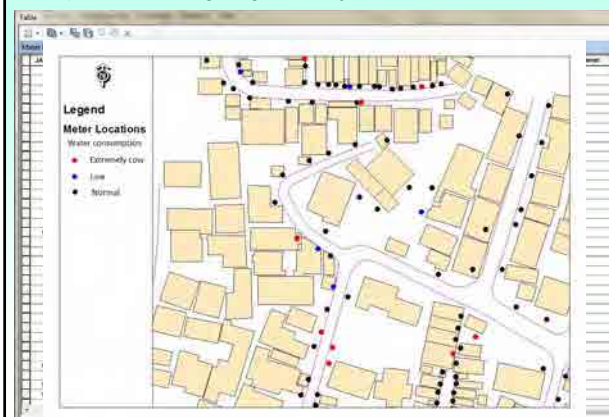 Table
Legend
Meter Locations
Water consumption
Extremely Low
Low
Normal